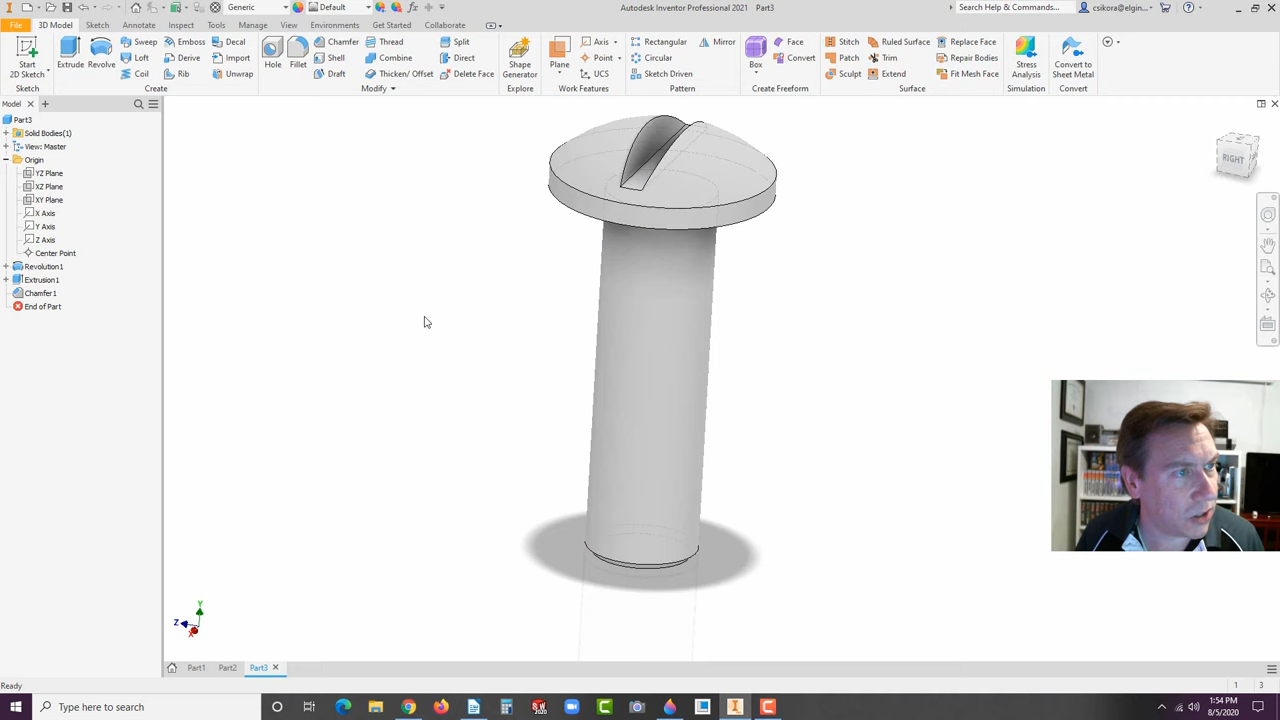 Generic
Default
Autodesk Inventor Professional 2021 Part3
Search Help & Commands...
csikora@elgin...
File
3D Model
Sketch
Annotate
Inspect
Tools
Manage
View
Environments
Get Started
Collaborate
Start
2D Sketch
Sketch
Extrude
Revolve
Sweep
Loft
Coil
Emboss
Derive
Rib
Decal
Import
Unwrap
Create
Hole
Fillet
Chamfer
Shell
Draft
Thread
Combine
Thicken/ Offset
Split
Direct
Delete Face
Modify
Shape
Generator
Explore
Plane
Axis
Point
UCS
Work Features
Rectangular
Circular
Sketch Driven
Mirror
Pattern
Box
Face
Convert
Create Freeform
Stitch
Patch
Sculpt
Ruled Surface
Trim
Extend
Replace Face
Repair Bodies
Fit Mesh Face
Surface
Stress
Analysis
Simulation
Convert to
Sheet Metal
Convert
Model
Part3
Solid Bodies(1)
View: Master
Origin
YZ Plane
XZ Plane
XY Plane
X Axis
Y Axis
Z Axis
Center Point
Revolution1
Extrusion1
Chamfer1
End of Part
RIGHT
Y
Z
X
Part1
Part2
Part3
Ready
1
3
Type here to search
1:54 PM
8/5/2020